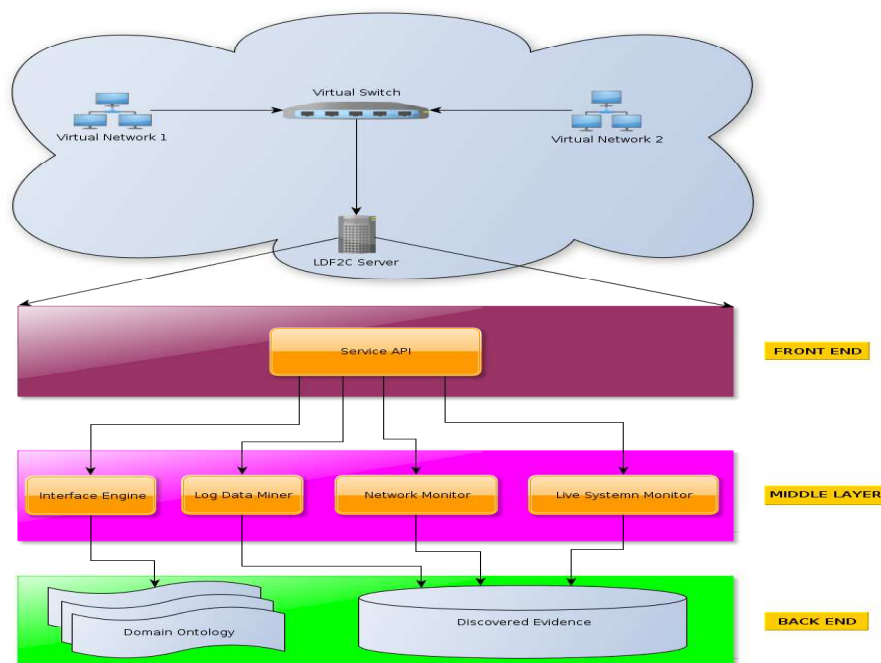 Virtual Switch
Virtual Network 1
Virtual Network 2
LDF2C Server
Service API
FRONT END
Interface Engine
Log Data Miner
Network Monitor
Live Systemn Monitor
MIDDLE LAYER
Domain Ontology
Discovered Evidence
BACK END